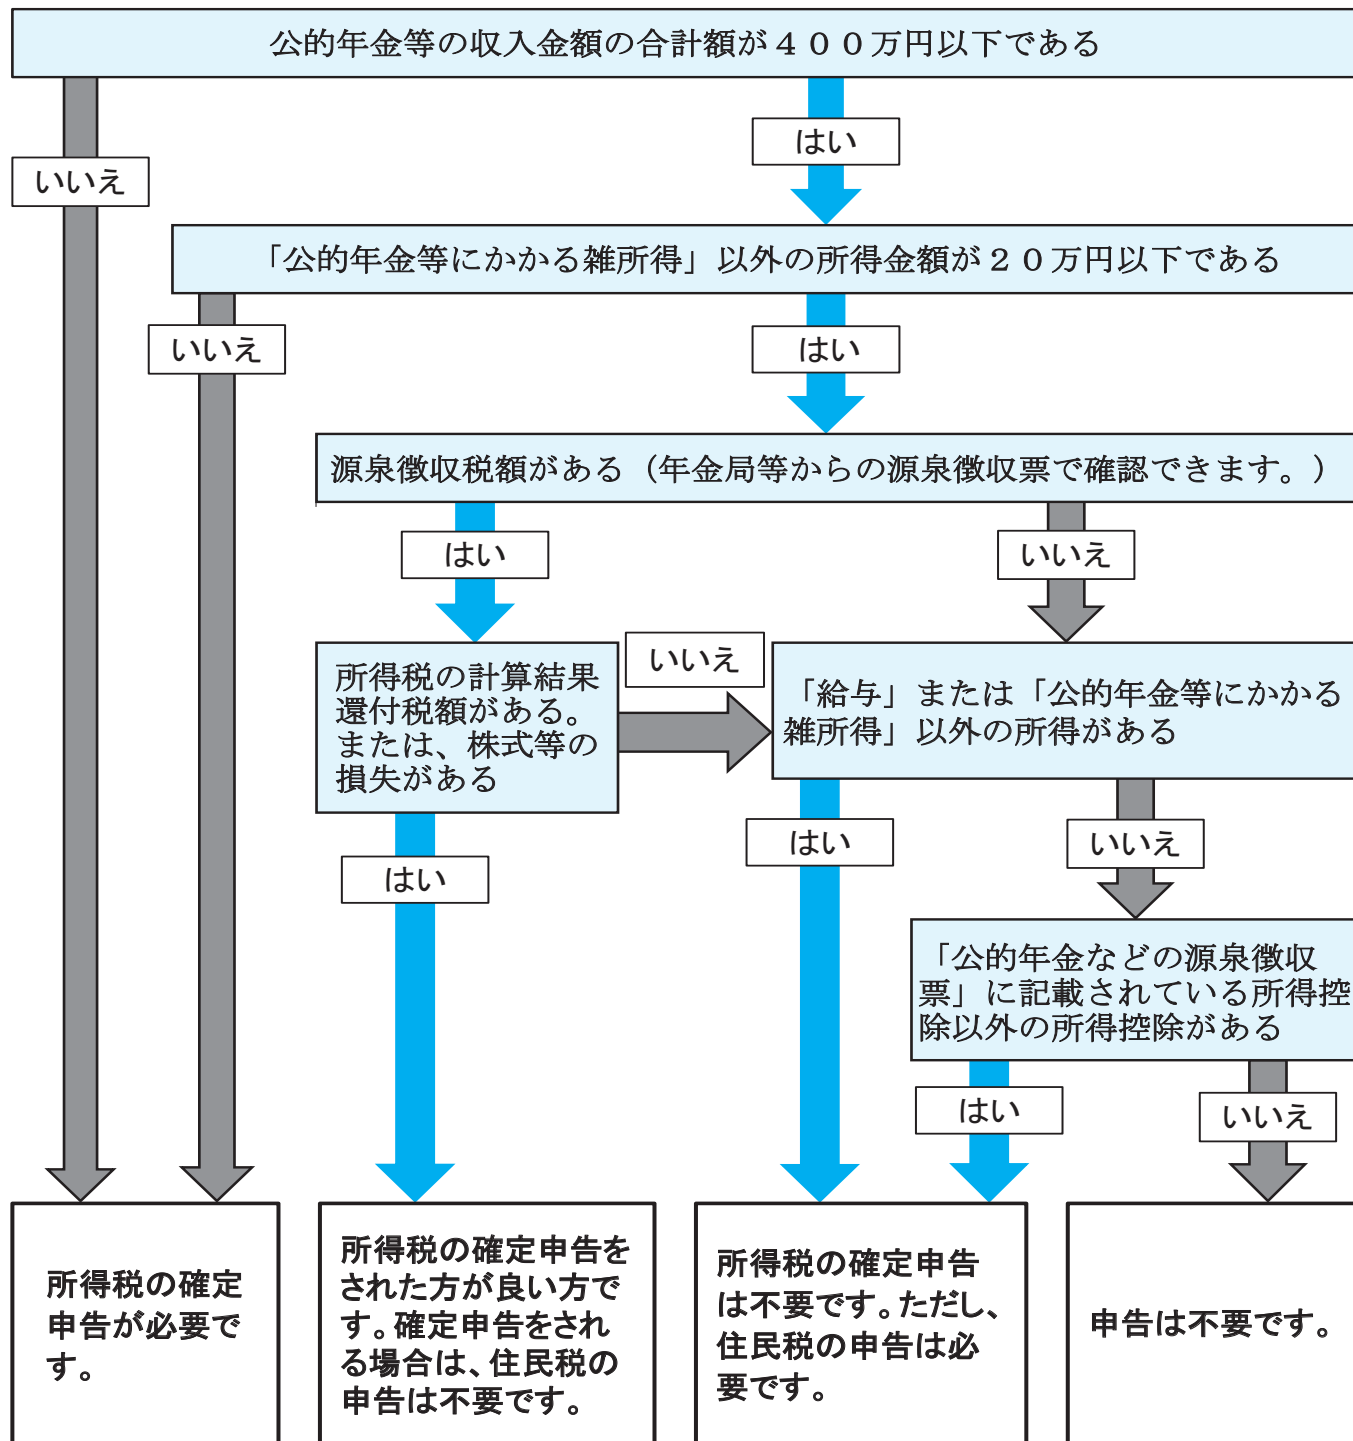 公的年金等の収入金額の合計額が４００万円以下である
はい
いいえ
「公的年金等にかかる雑所得」以外の所得金額が２０万円以下である
いいえ
はい
源泉徴収税額がある（年金局等からの源泉徴収票で確認できます。）
はい
いいえ
所得税の計算結果
還付税額がある。
または、株式等の
損失がある
いいえ
「給与」または「公的年金等にかかる
雑所得」以外の所得がある
はい
はい
いいえ
「公的年金などの源泉徴収
票」に記載されている所得控
除以外の所得控除がある
はい
いいえ
所得税の確定
申告が必要で
す。
所得税の確定申告を
された方が良い方で
す。確定申告をされ
る場合は、住民税の
申告は不要です。
所得税の確定申告
は不要です。ただし、
住民税の申告は必
要です。
申告は不要です。